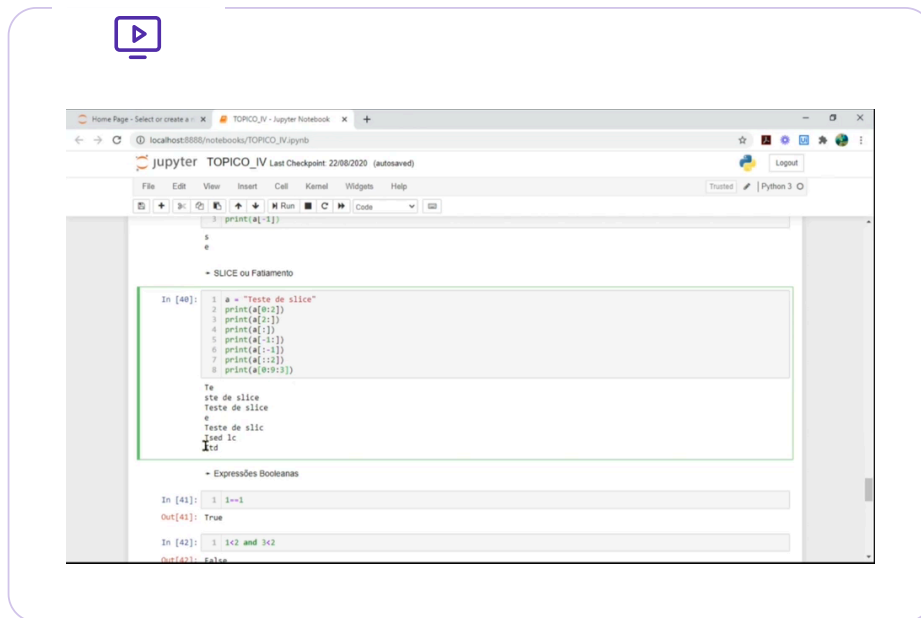 Home Page - Select or create a n
TOPICO_IV - Jupyter Notebook
localhost:8888/notebooks/TOPICO_IV.ipynb
jupyter TOPICO_IV Last Checkpoint: 22/08/2020 (autosaved)
Logout
File Edit View Insert Cell Kernel Widgets Help
Trusted Python 3
Run Code
3 print(a[-1])
s
e
SLICE ou Fatiamento
In [40]:
1 a = "Teste de slice"
2 print(a[0:2])
3 print(a[2:])
4 print(a[:])
5 print(a[-1:])
6 print(a[:-1])
7 print(a[::2])
8 print(a[0:9:3])
Te
ste de slice
Teste de slice
e
Teste de slic
Tsed lc
Ttd
Expressões Booleanas
In [41]: 1 1==1
Out[41]: True
In [42]: 1 1<2 and 3<2
Out[42]: False